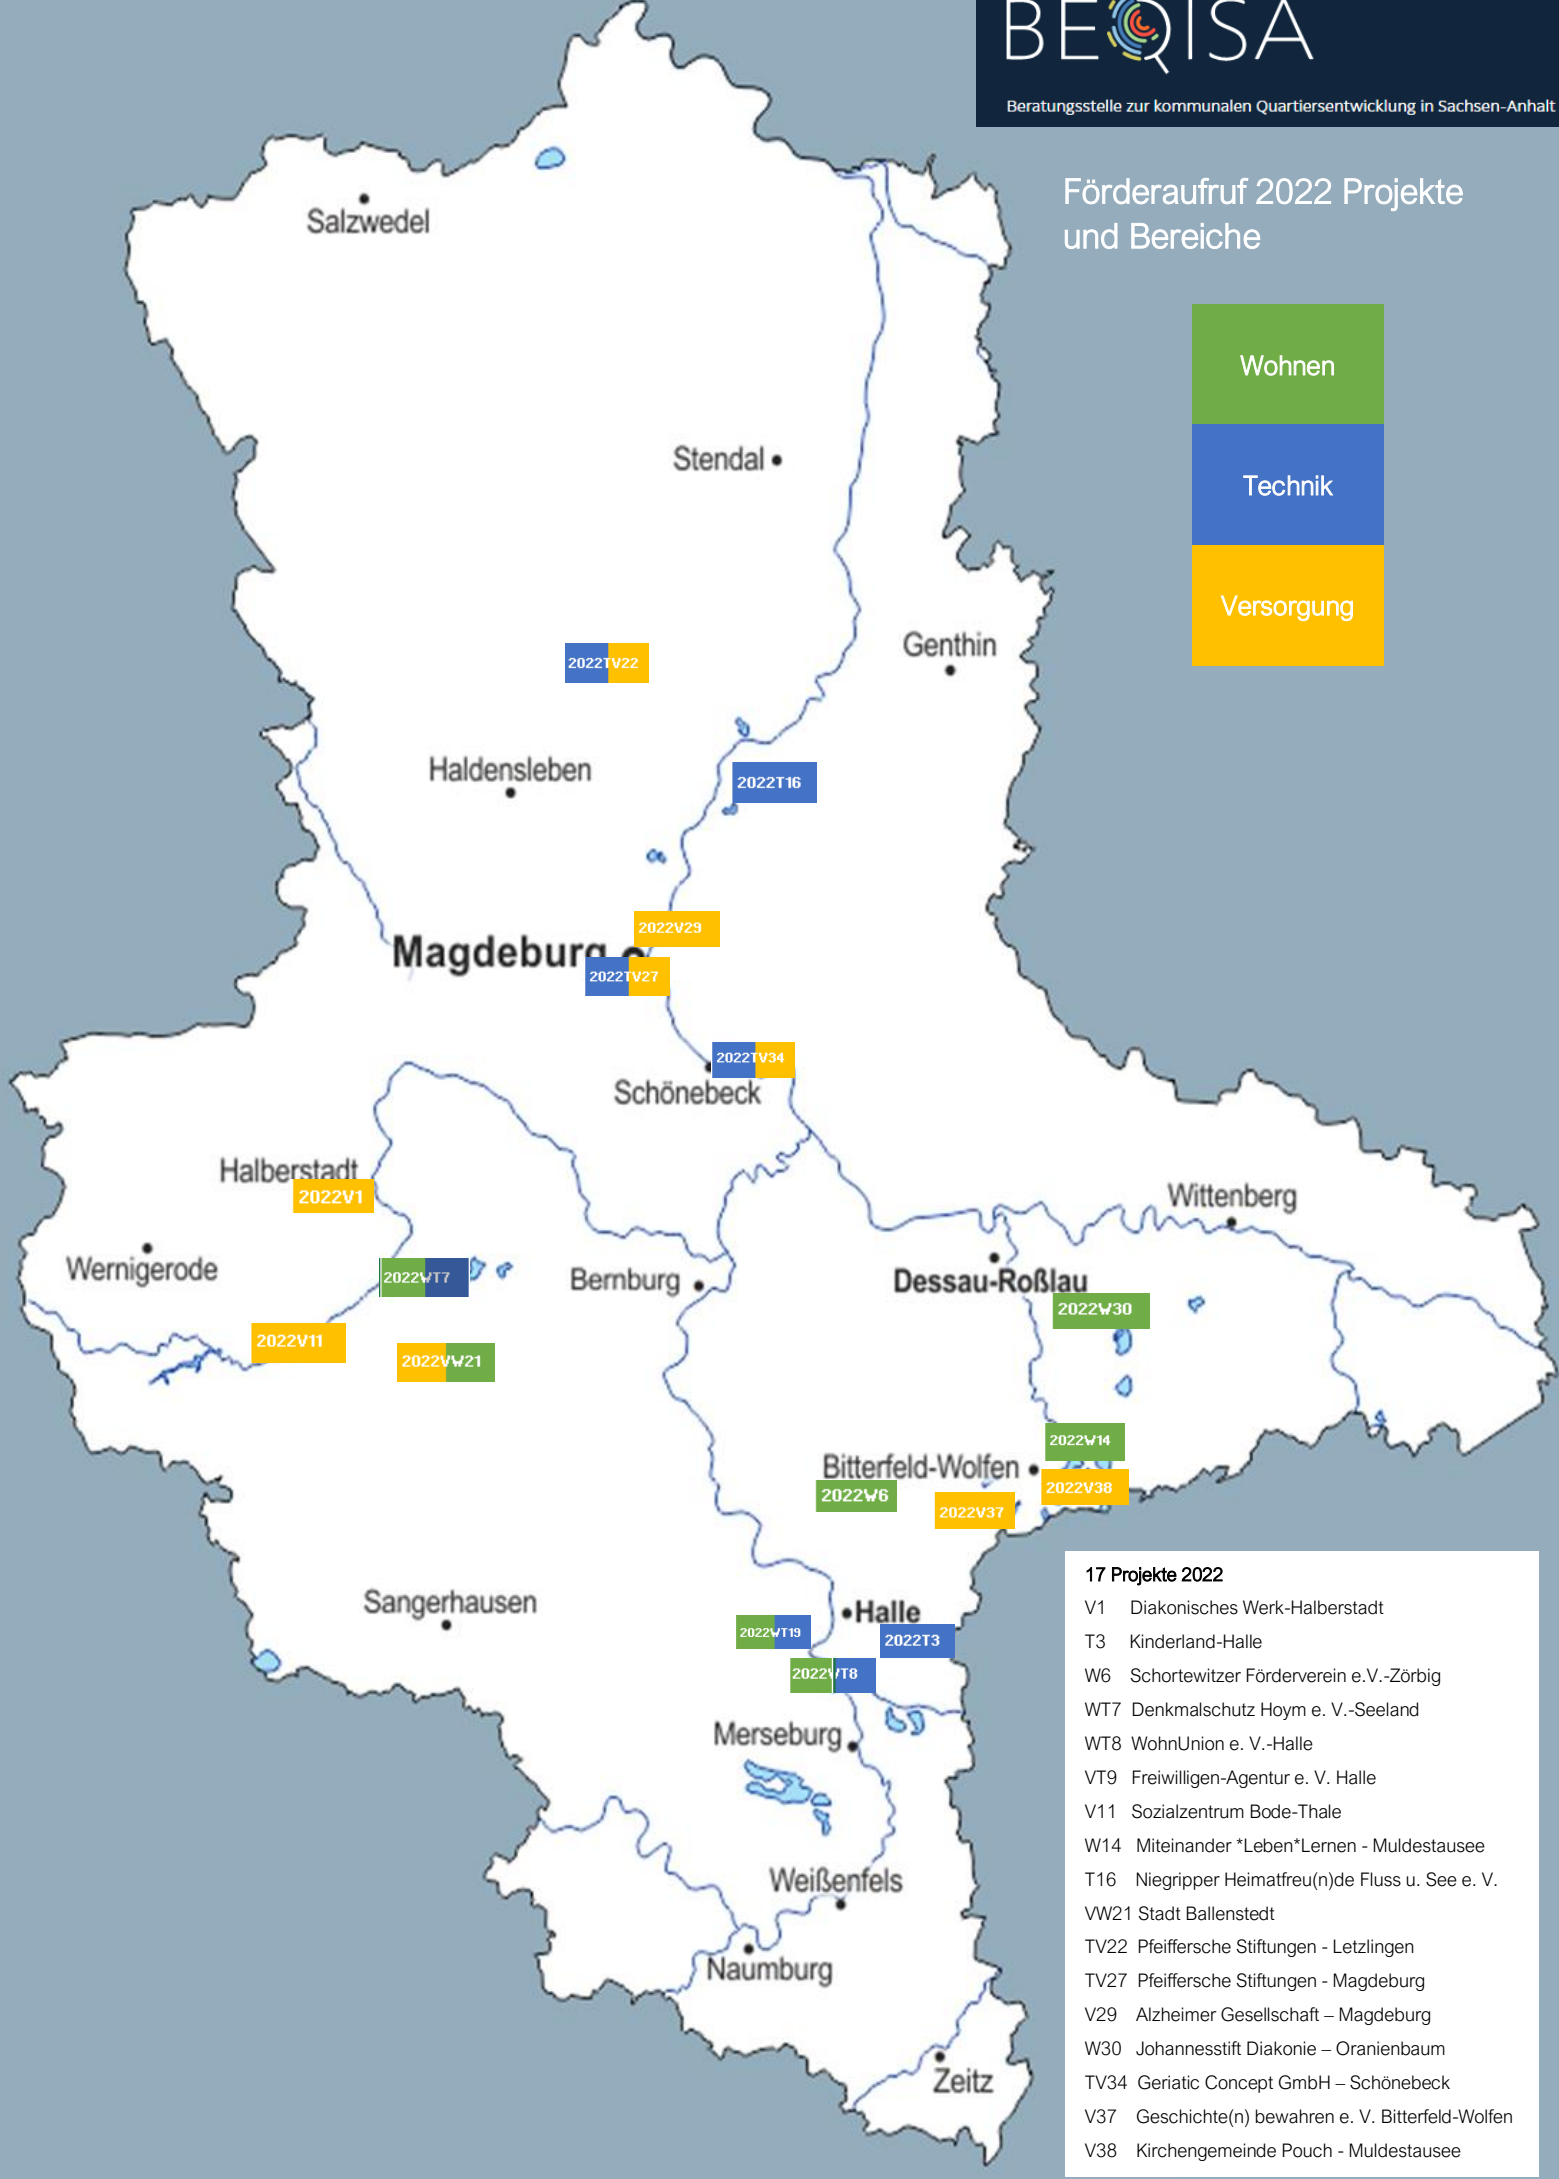 BEQISA
Beratungsstelle zur kommunalen Quartiersentwicklung in Sachsen-Anhalt
Förderaufruf 2022 Projekte
und Bereiche
Wohnen
Technik
Versorgung
Salzwedel
Stendal
Genthin
2022TV22
Haldensleben
2022T16
2022V29
Magdeburg
2022TV27
2022TV34
Schönebeck
Halberstadt
2022V1
Wittenberg
Wernigerode
2022WT7
Bernburg
Dessau-Roßlau
2022W30
2022V11
2022VW21
2022W14
Bitterfeld-Wolfen
2022W6
2022V38
2022V37
Sangerhausen
Halle
2022WT19
2022T3
2022WT8
Merseburg
Weißenfels
Naumburg
Zeitz
17 Projekte 2022
V1 Diakonisches Werk-Halberstadt
T3 Kinderland-Halle
W6 Schortewitzer Förderverein e.V.-Zörbig
WT7 Denkmalschutz Hoym e. V.-Seeland
WT8 WohnUnion e. V.-Halle
VT9 Freiwilligen-Agentur e. V. Halle
V11 Sozialzentrum Bode-Thale
W14 Miteinander *Leben*Lernen - Muldestausee
T16 Niegripper Heimatfreu(n)de Fluss u. See e. V.
VW21 Stadt Ballenstedt
TV22 Pfeiffersche Stiftungen - Letzlingen
TV27 Pfeiffersche Stiftungen - Magdeburg
V29 Alzheimer Gesellschaft – Magdeburg
W30 Johannesstift Diakonie – Oranienbaum
TV34 Geriatic Concept GmbH – Schönebeck
V37 Geschichte(n) bewahren e. V. Bitterfeld-Wolfen
V38 Kirchengemeinde Pouch - Muldestausee